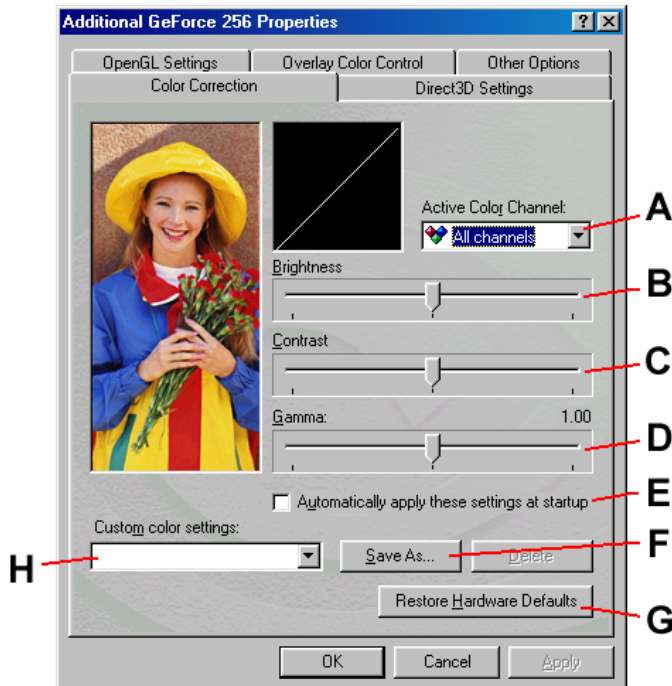 Additional GeForce 256 Properties
OpenGL Settings
Overlay Color Control
Other Options
Color Correction
Direct3D Settings
Active Color Channel:
A
All channels
Brightness
B
Contrast
C
Gamma: 1.00
D
Automatically apply these settings at startup
E
Custom color settings:
H
Save As...
F
Delete
Restore Hardware Defaults
G
OK
Cancel
Apply